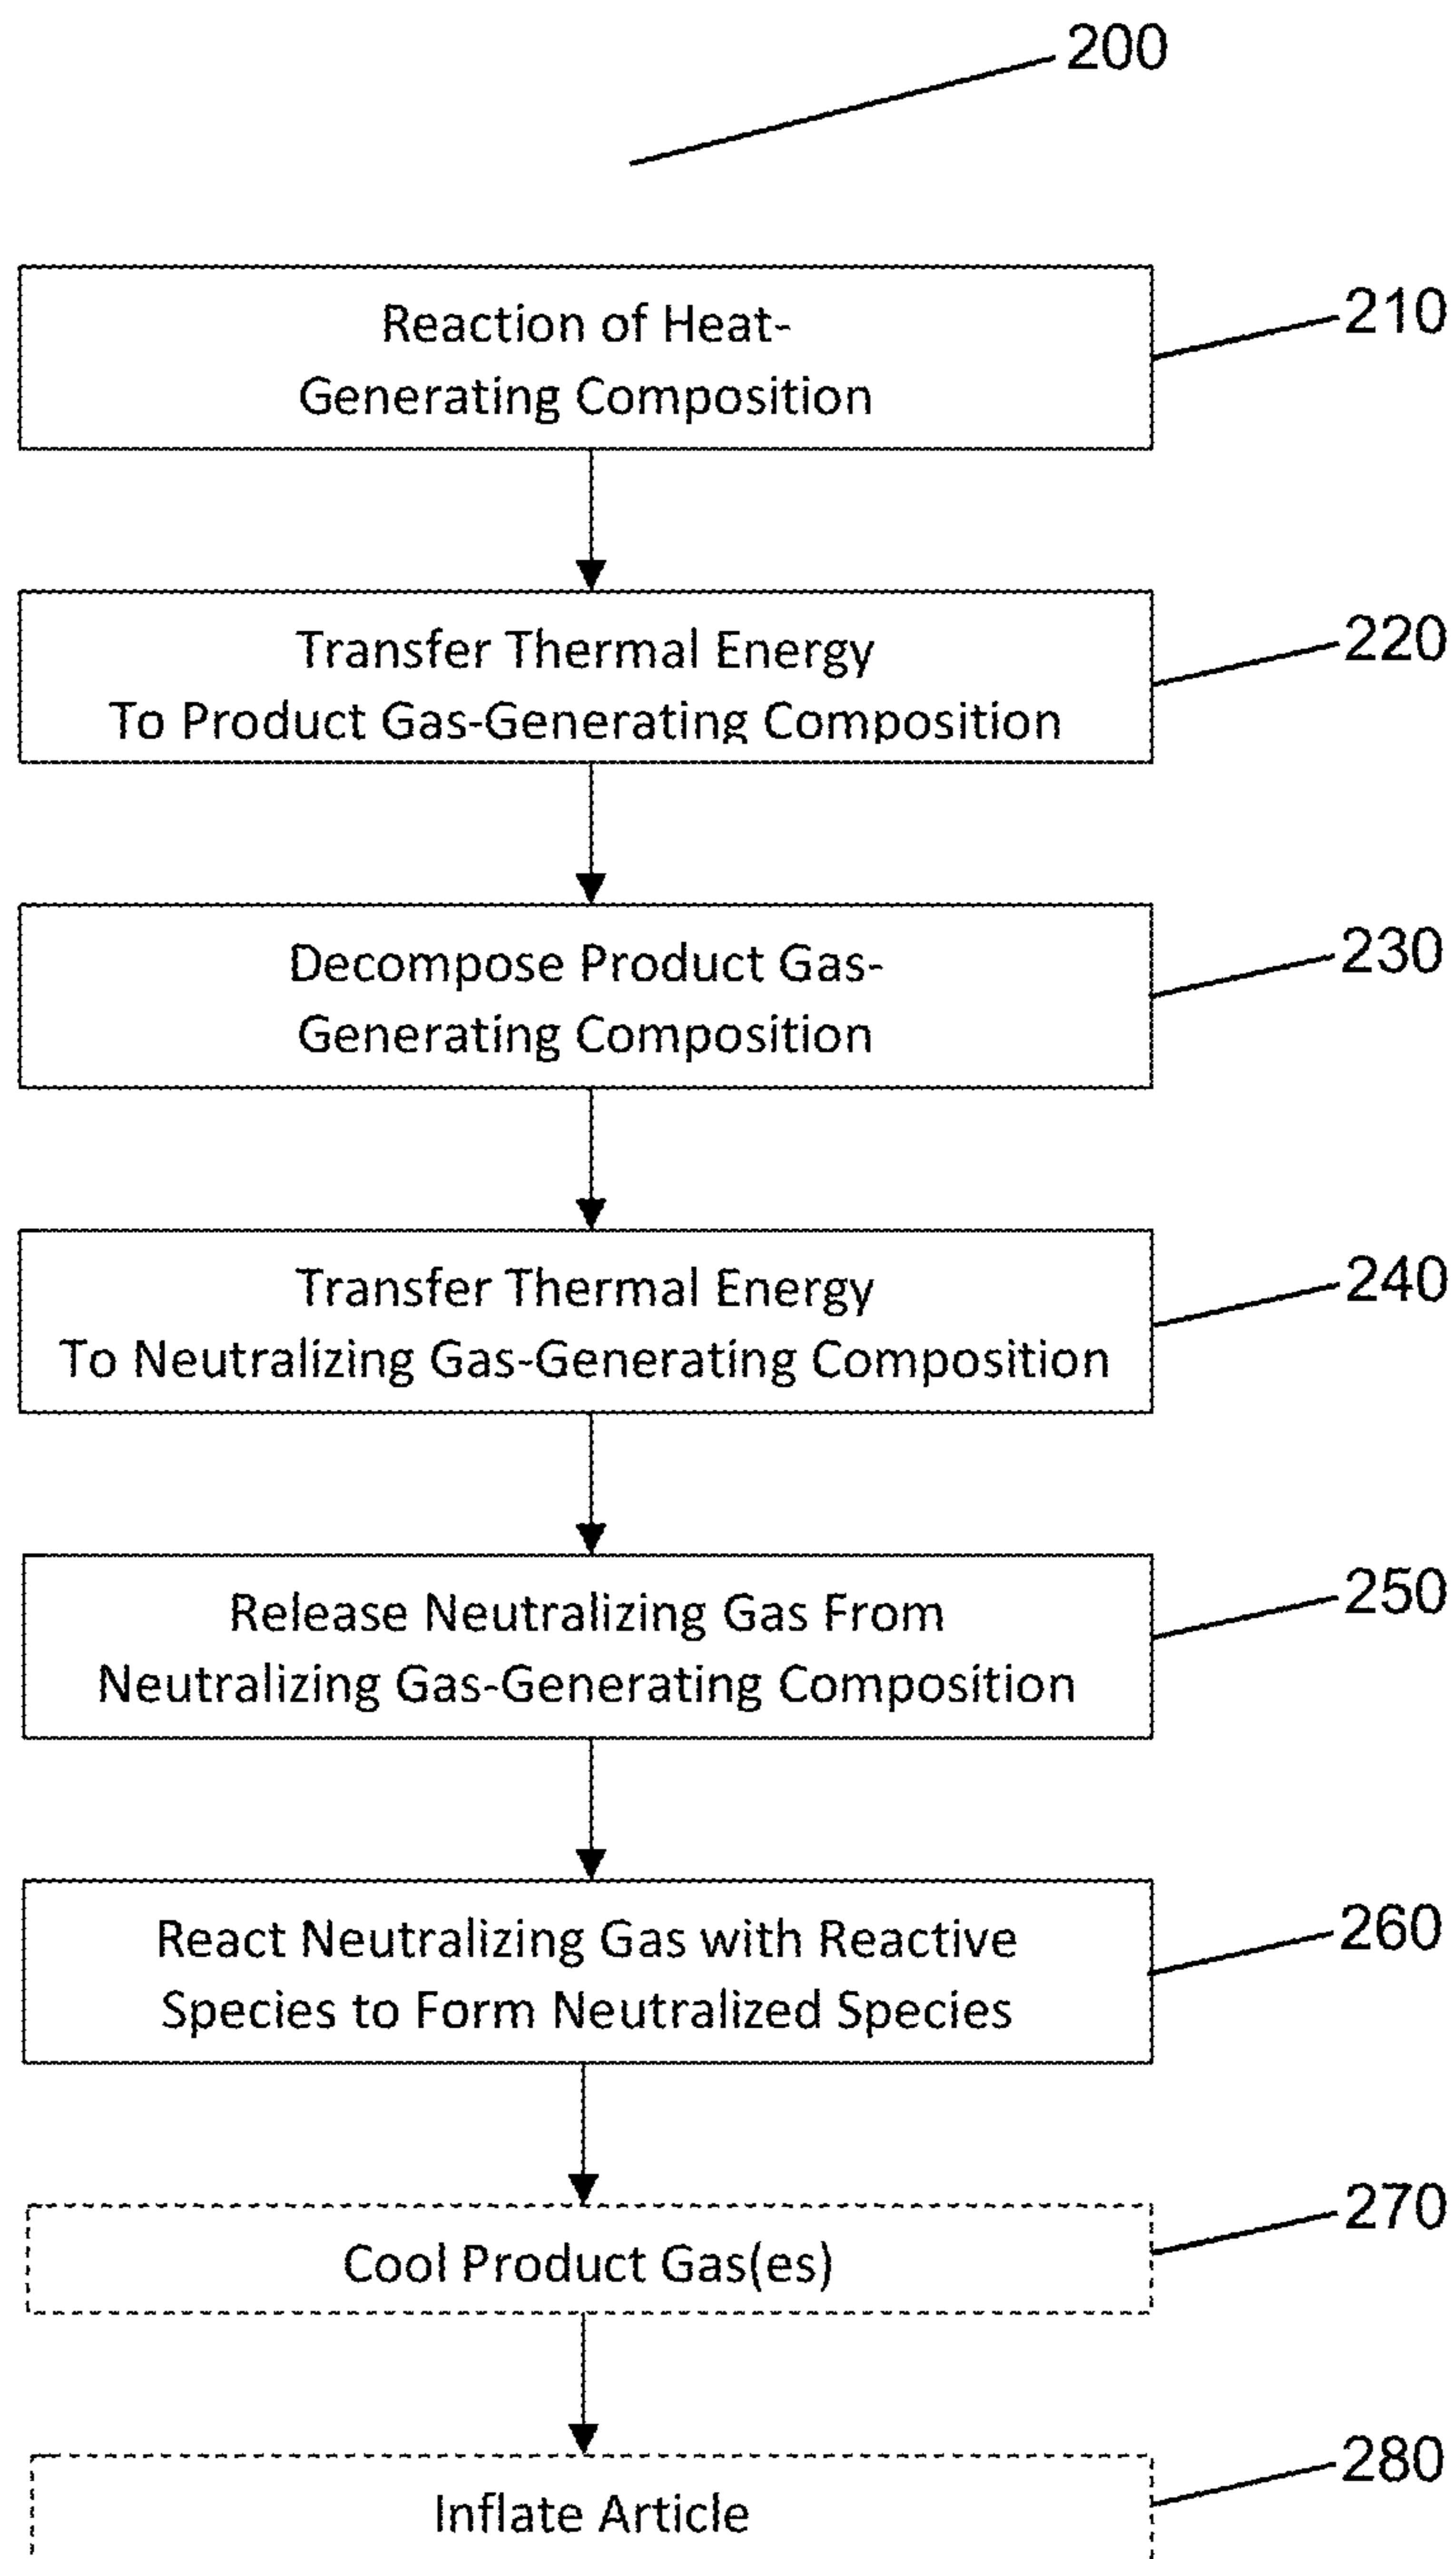 200
Reaction of Heat-
Generating Composition
210
Transfer Thermal Energy
To Product Gas-Generating Composition
220
Decompose Product Gas-
Generating Composition
230
Transfer Thermal Energy
To Neutralizing Gas-Generating Composition
240
Release Neutralizing Gas From
Neutralizing Gas-Generating Composition
250
React Neutralizing Gas with Reactive
Species to Form Neutralized Species
260
Cool Product Gas(es)
270
Inflate Article
280